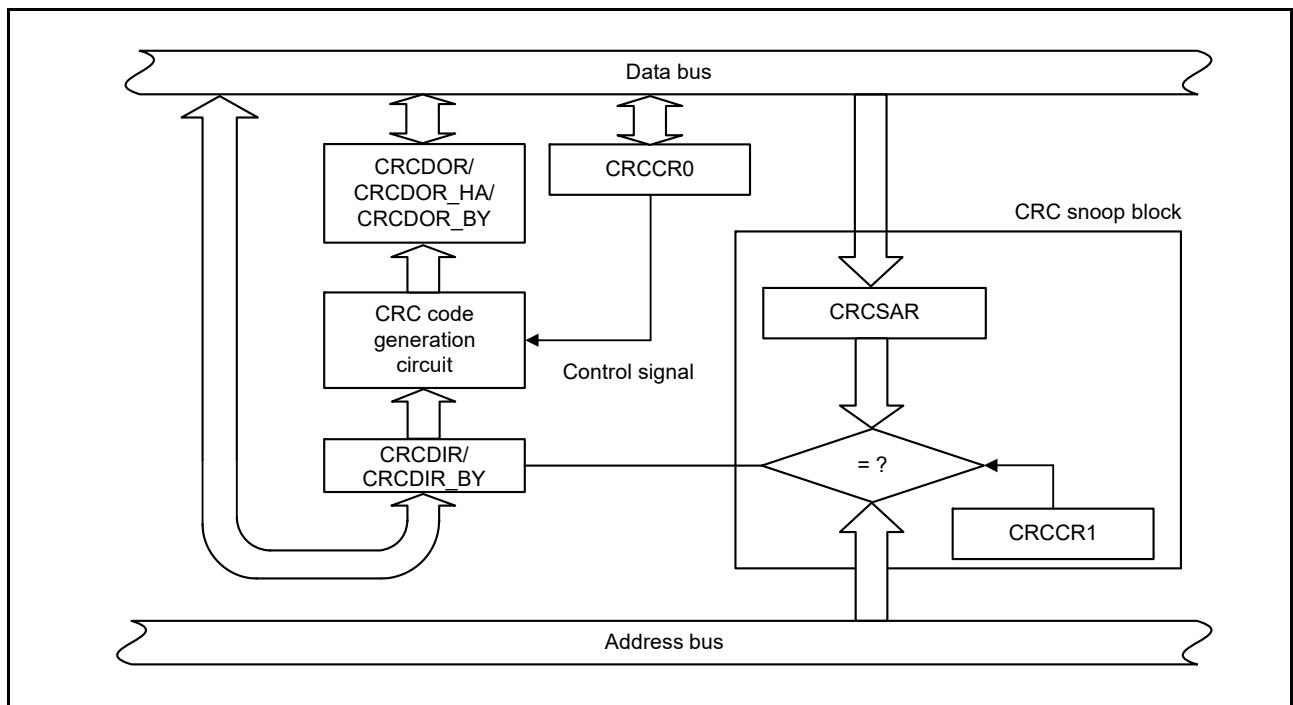 Data bus
CRCDOR/
CRCDOR_HA/
CRCDOR_BY
CRCCR0
CRC snoop block
CRC code
generation
circuit
CRCSAR
Control signal
CRCDIR/
CRCDIR_BY
= ?
CRCCR1
Address bus